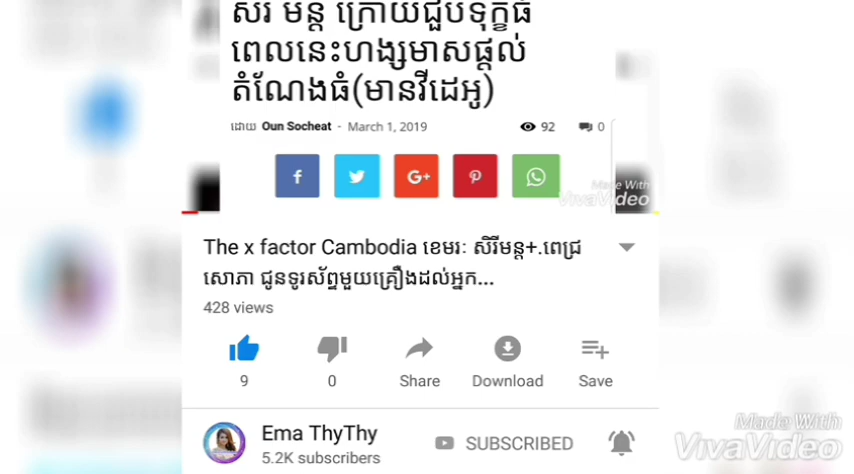 សិរី មន្ត ក្រោយជួបទុក្ខធំ
ពេលនេះហង្សមាសផ្តល់
តំណែងធំ(មានវីដេអូ)
ដោយ Oun Socheat - March 1, 2019 92 0
f G+
Made With
VivaVideo
The x factor Cambodia ខេមរៈ សិរីមន្ត+.ពេជ្រ
សោភា ជូនទូរស័ព្ទមួយគ្រឿងដល់អ្នក...
428 views
9 0 Share Download Save
Ema ThyThy SUBSCRIBED
5.2K subscribers
Made With
VivaVideo